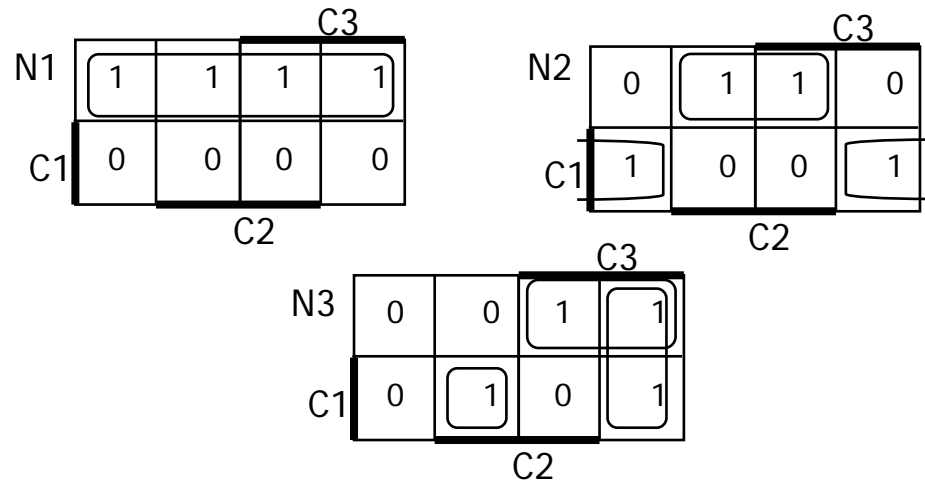 C3 C3
N1 1 1 1 1 N2 0 1 1 0
C1 0 0 0 0 C1 1 0 0 1
C2 C2
C3
N3 0 0 1 1
C1 0 1 0 1
C2